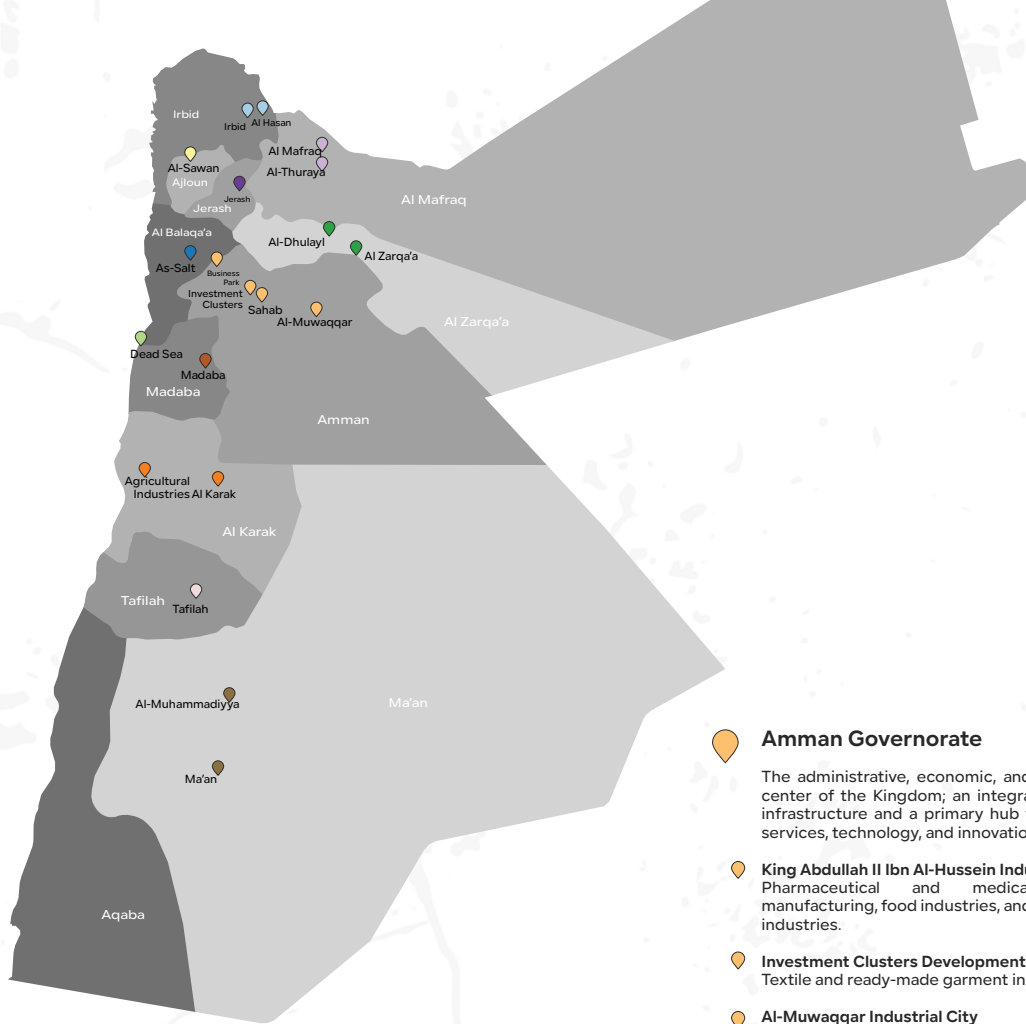 Irbid
Irbid
Al Hasan
Al Mafraq
Al-Thuraya
Al-Sawan
Ajloun
Jerash
Jerash
Al Mafraq
Al Balaqa'a
Al-Dhulayl
Al Zarqa'a
As-Salt
Business
Park
Investment
Clusters
Sahab
Al-Muwaqqar
Al Zarqa'a
Dead Sea
Madaba
Madaba
Amman
Agricultural
Industries
Al Karak
Al Karak
Tafilah
Tafilah
Al-Muhammadiyya
Ma'an
Ma'an
Aqaba
Amman Governorate
The administrative, economic, and
center of the Kingdom; an integra
infrastructure and a primary hub
services, technology, and innovatio
King Abdullah II Ibn Al-Hussein Indu
Pharmaceutical and medica
manufacturing, food industries, and
industries.
Investment Clusters Development
Textile and ready-made garment in
Al-Muwaqqar Industrial City